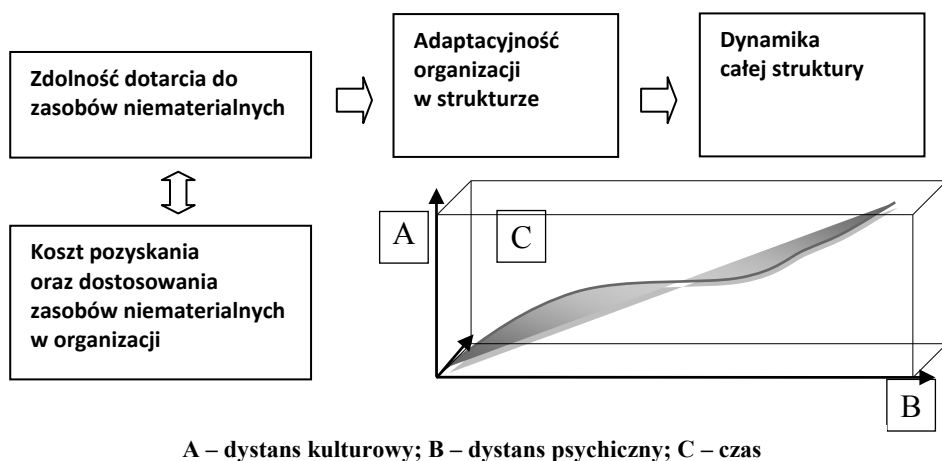 Zdolność dotarcia do
zasobów niematerialnych
Adaptacyjność
organizacji
w strukturze
Dynamika
całej struktury
Koszt pozyskania
oraz dostosowania
zasobów niematerialnych
w organizacji
A
C
B
A – dystans kulturowy; B – dystans psychiczny; C – czas